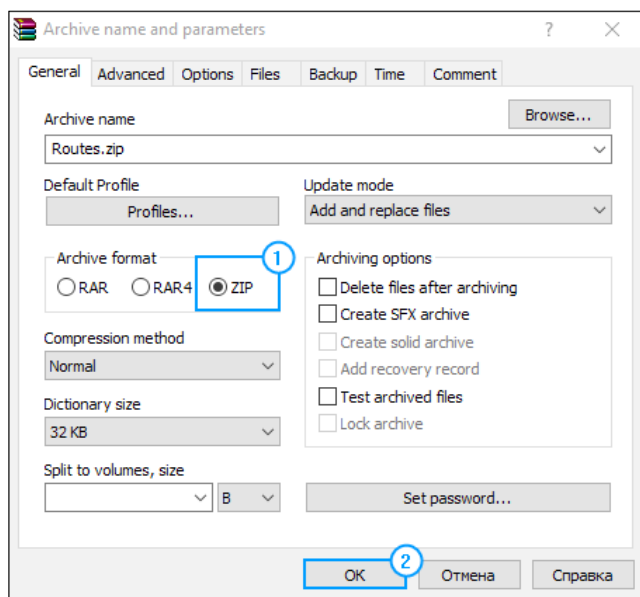 Archive name and parameters ?
General Advanced Options Files Backup Time Comment
Archive name
Browse...
Routes.zip
Default Profile
Profiles...
Update mode
Add and replace files
Archive format
1
RAR RAR4 ZIP
Compression method
Normal
Dictionary size
32 KB
Split to volumes, size
B
Archiving options
Delete files after archiving
Create SFX archive
Create solid archive
Add recovery record
Test archived files
Lock archive
Set password...
2
OK Отмена Справка